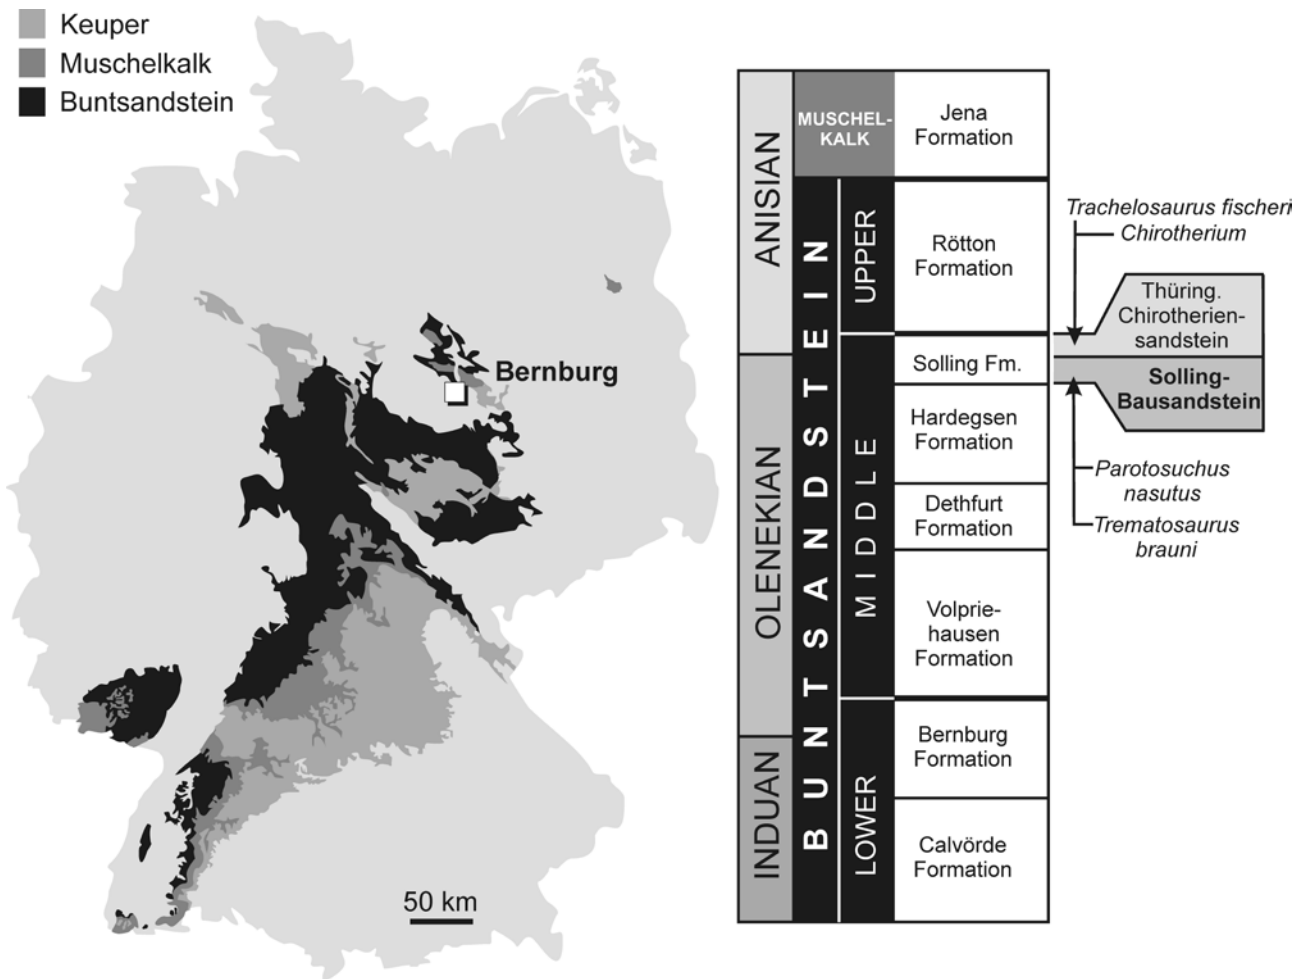 Keuper
Muschelkalk
Buntsandstein
Bernburg
50 km
ANISIAN
OLENEKIAN
INDUAN
MUSCHEL-
KALK
BUNTSANDSTEIN
UPPER
MIDDLE
LOWER
Jena
Formation
Rötton
Formation
Solling Fm.
Hardegsen
Formation
Dethfurt
Formation
Volprie-
hausen
Formation
Bernburg
Formation
Calvörde
Formation
Trachelosaurus fischeri
Chirotherium
Thüring.
Chirotherien-
sandstein
Solling-
Bausandstein
Parotosuchus
nasutus
Trematosaurus
brauni